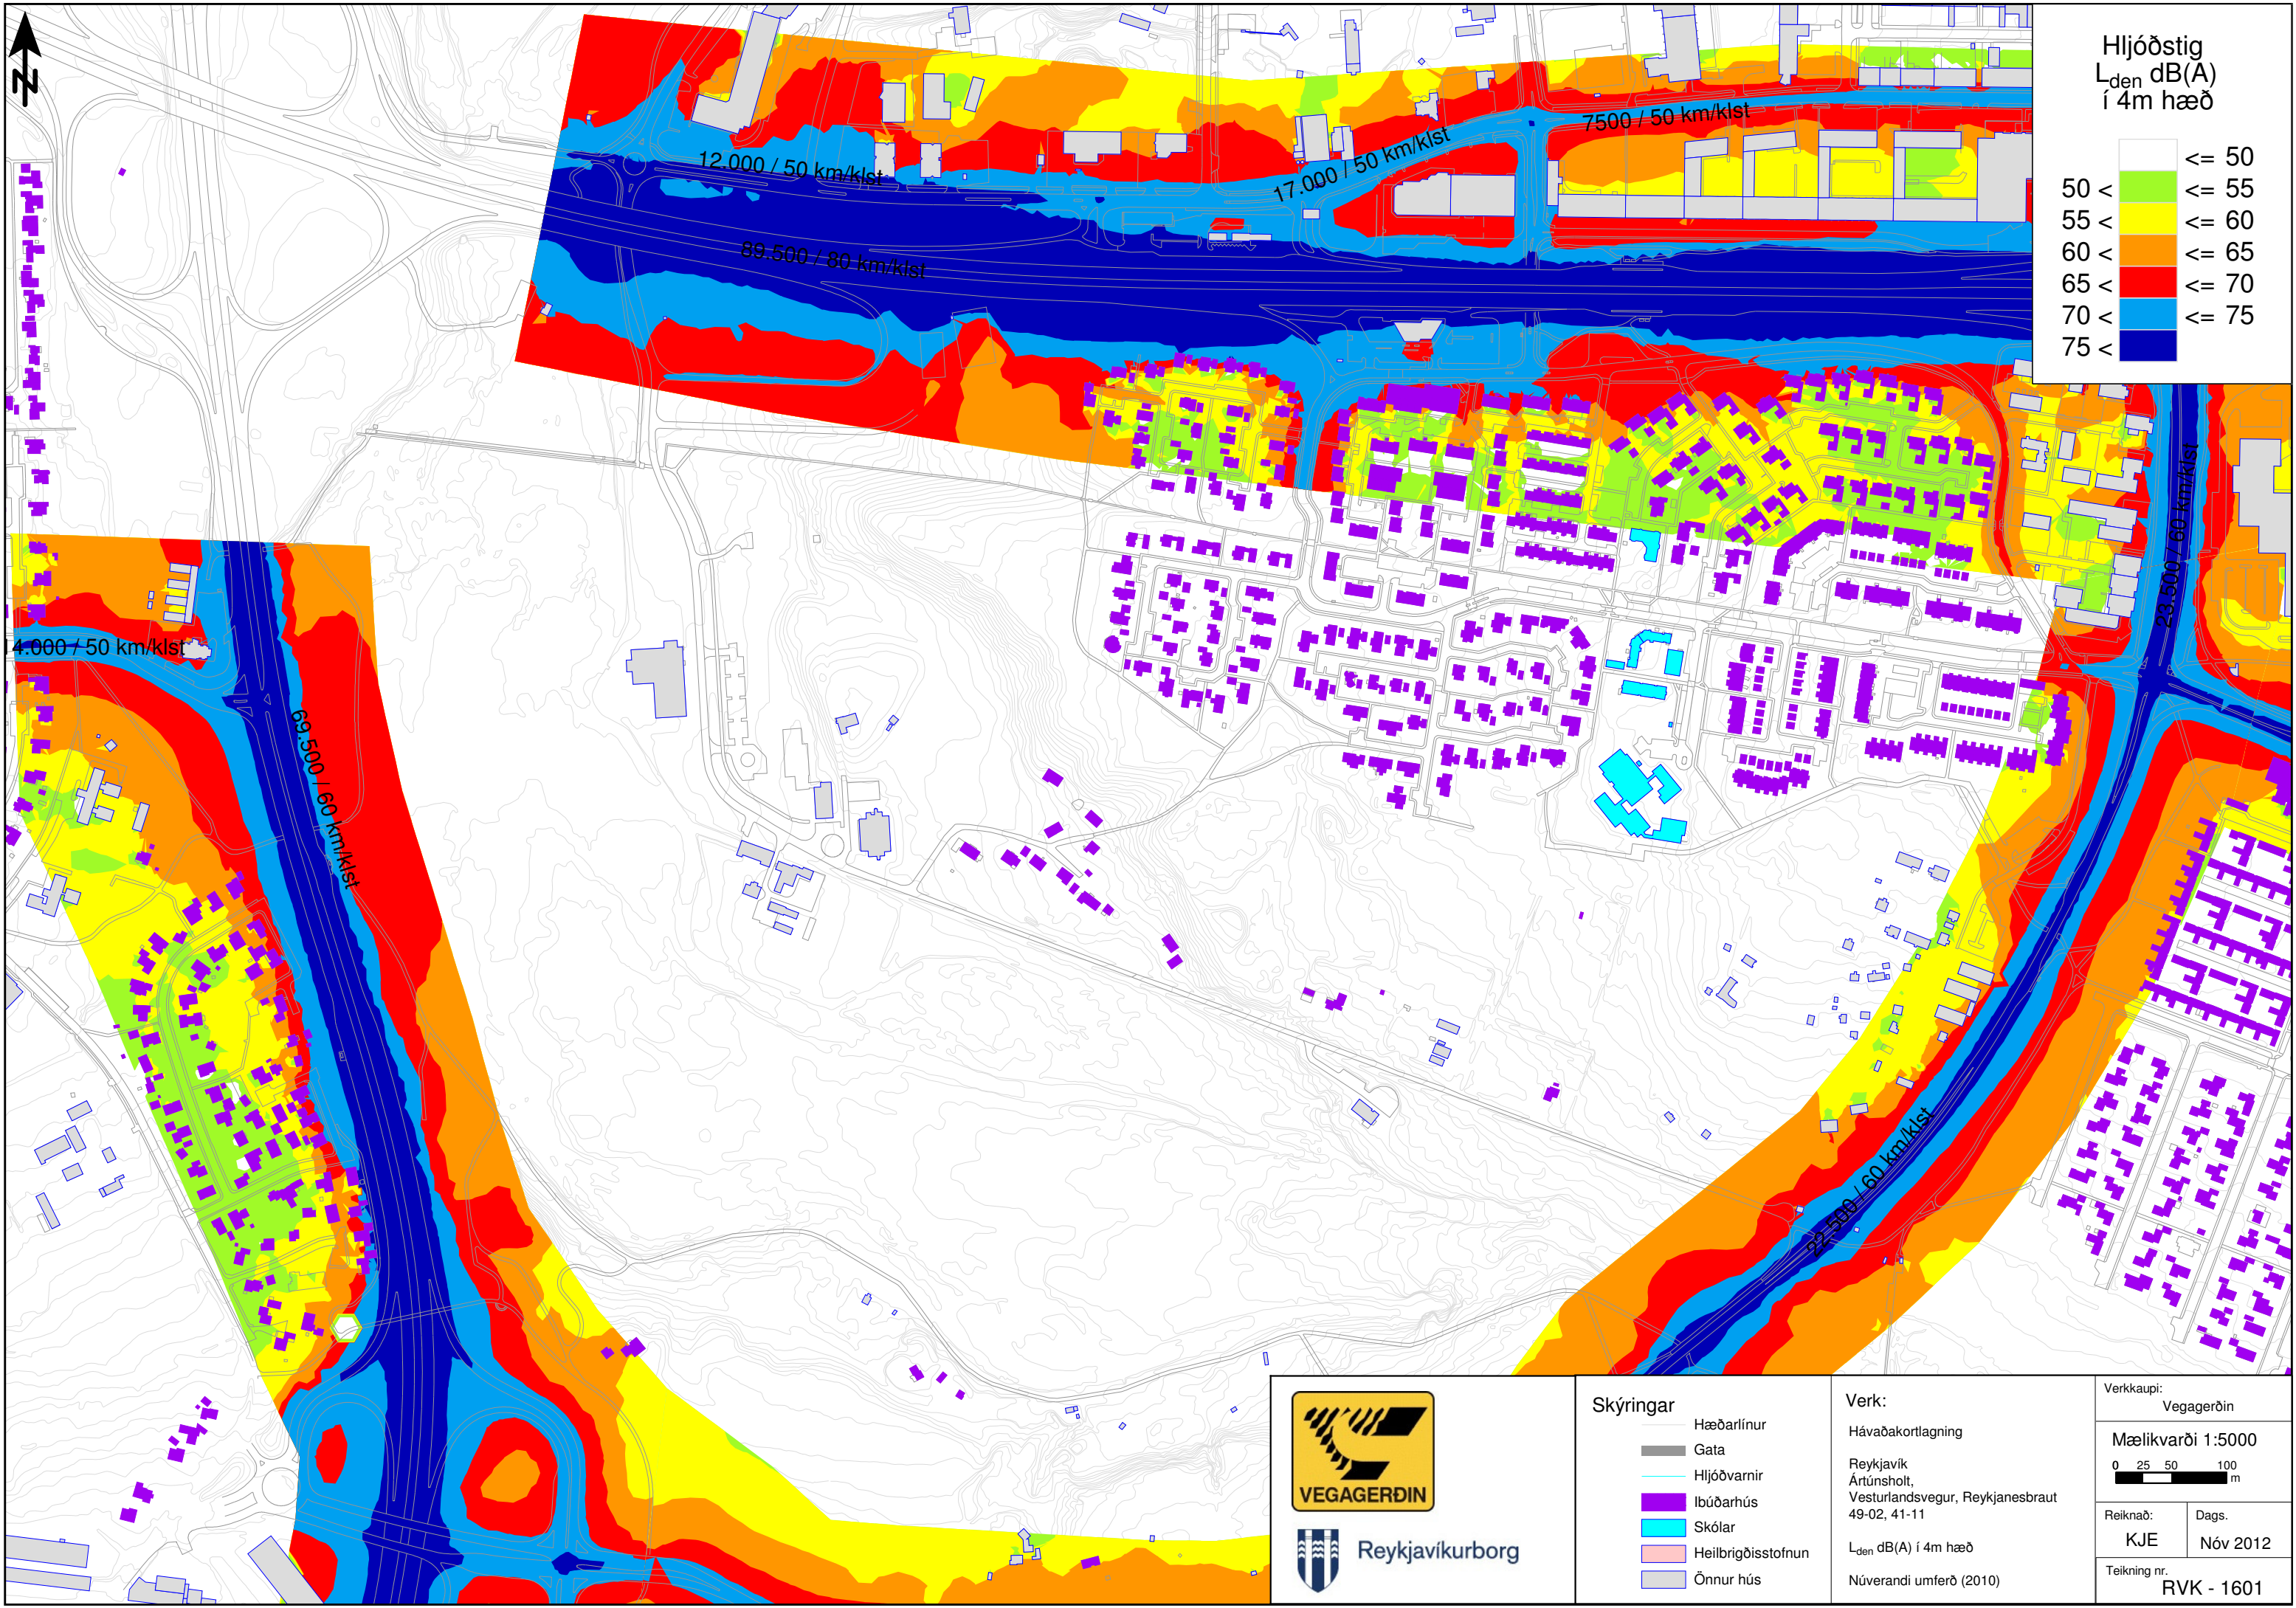 N
Hljóðstig
Lden dB(A)
í 4m hæð
<= 50
50 < <= 55
55 < <= 60
60 < <= 65
65 < <= 70
70 < <= 75
75 <
7500 / 50 km/klst
12.000 / 50 km/klst
17.000 / 50 km/klst
89.500 / 80 km/klst
23.500 / 60 km/klst
14.000 / 50 km/klst
69.500 / 60 km/klst
22.500 / 60 km/klst
VEGAGERÐIN
Reykjavíkurborg
Skýringar
Hæðarlínur
Gata
Hljóðvarnir
Ibúðarhús
Skólar
Heilbrigðisstofnun
Önnur hús
Verk:
Hávaðakortlagning
Reykjavík
Ártúnsholt,
Vesturlandsvegur, Reykjanesbraut
49-02, 41-11
Lden dB(A) í 4m hæð
Núverandi umferð (2010)
Verkkaupi:
Vegagerðin
Mælikvarði 1:5000
0 25 50 100
m
Reiknað:
KJE
Dags.
Nóv 2012
Teikning nr.
RVK - 1601